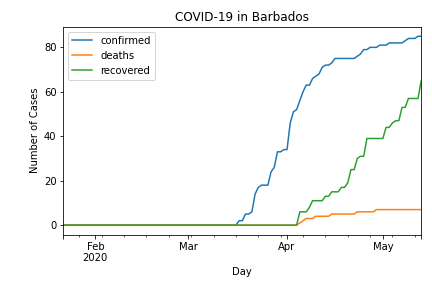 COVID-19 in Barbados
confirmed
deaths
recovered
Number of Cases
80
60
40
20
0
Feb
2020
Mar
Apr
May
Day